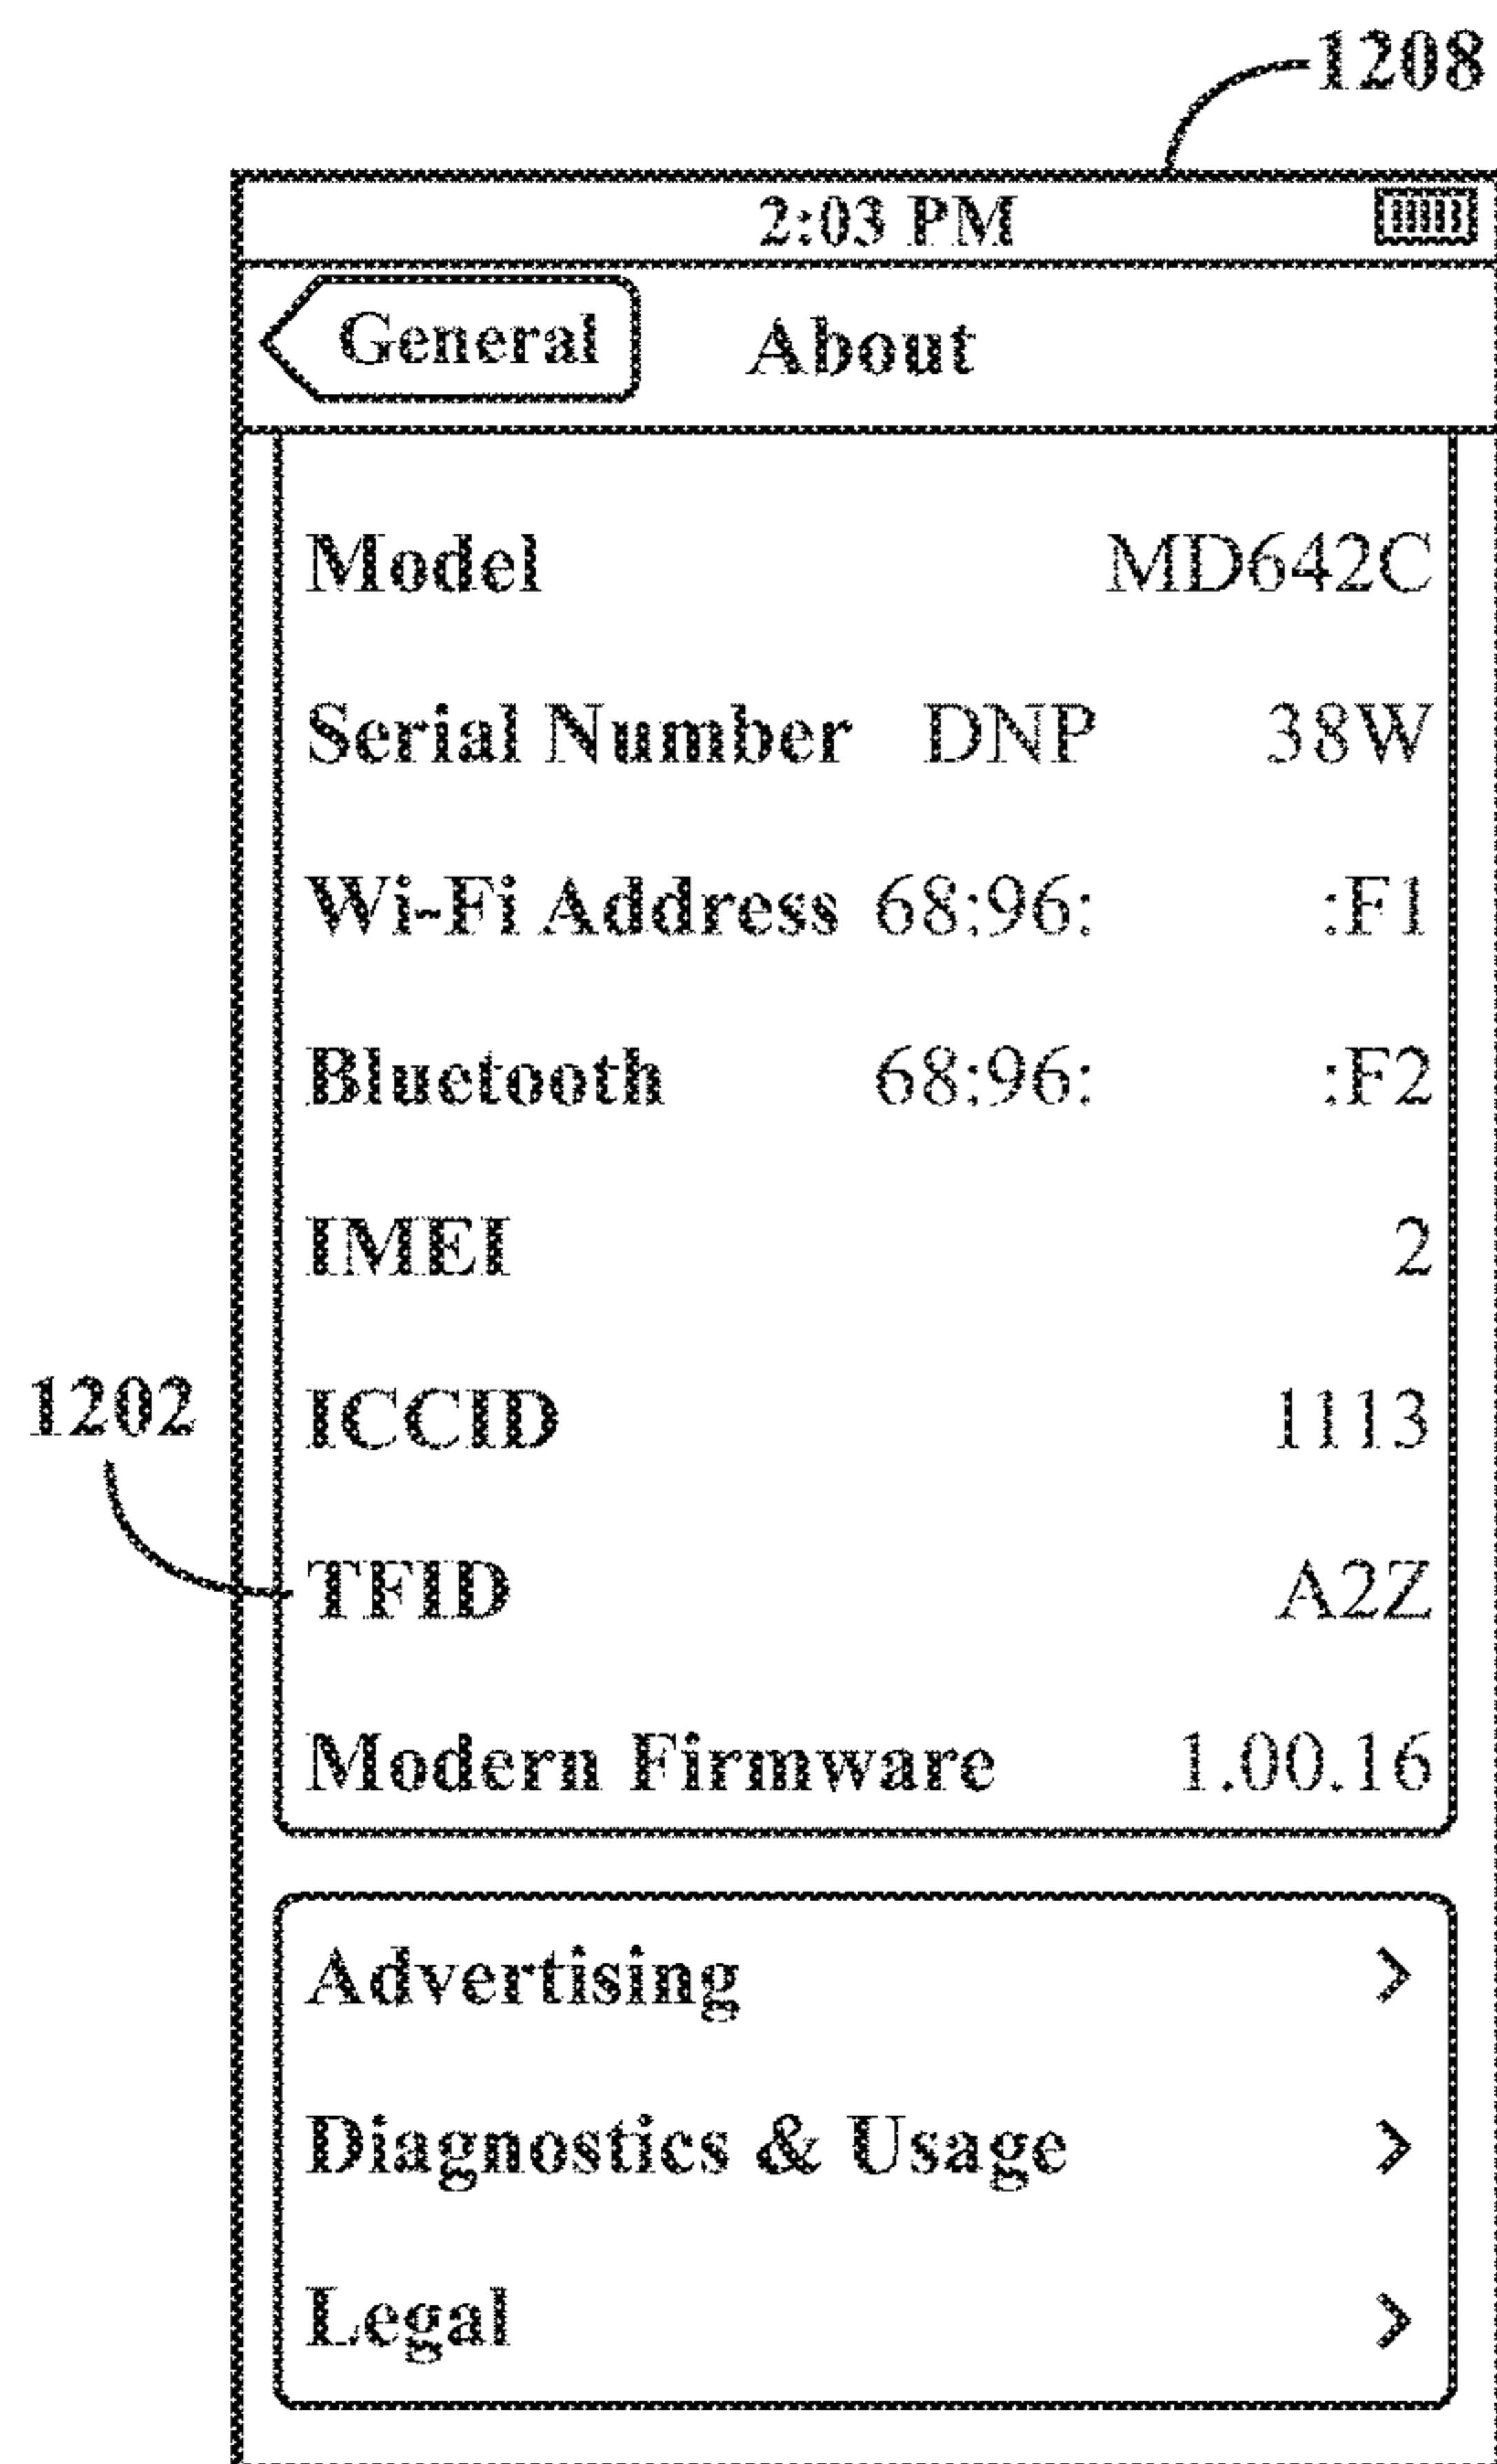 1208
2:03 PM
General About
Model MD642C
Serial Number DNP 38W
Wi-Fi Address 68:96: :F1
Bluetooth 68:96: :F2
IMEI 2
ICCID 1113
1202
TFID A2Z
Modern Firmware 1.00.16
Advertising >
Diagnostics & Usage >
Legal >